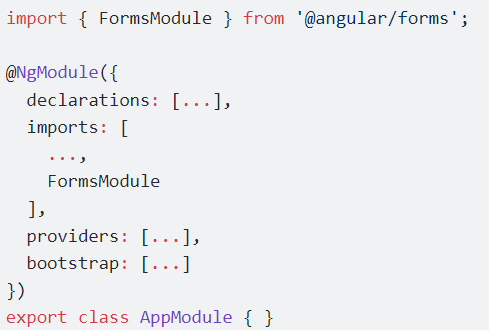 import { FormsModule } from '@angular/forms';
@NgModule({
declarations: [...],
imports: [
...,
FormsModule
],
providers: [...],
bootstrap: [...]
})
export class AppModule { }